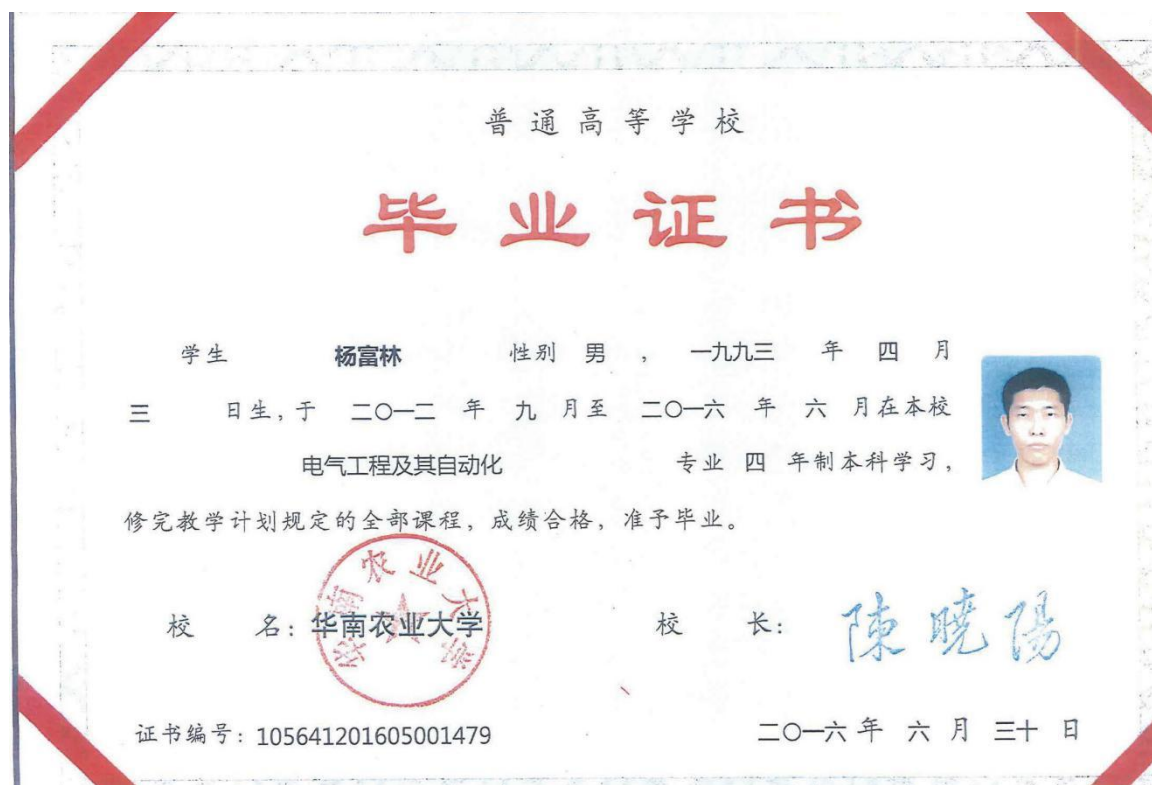 普通高等学校
毕业证书
学生 杨富林 性别 男 , 一九九三 年 四 月
三 日生,于 二〇一二 年 九 月至 二〇一六 年 六 月在本校
电气工程及其自动化 专业 四 年制本科学习,
修完教学计划规定的全部课程,成绩合格,准予毕业。
华南农业大学
校 名:华南农业大学 校 长: 陳曉陽
证书编号:105641201605001479 二〇一六 年 六 月 三十 日